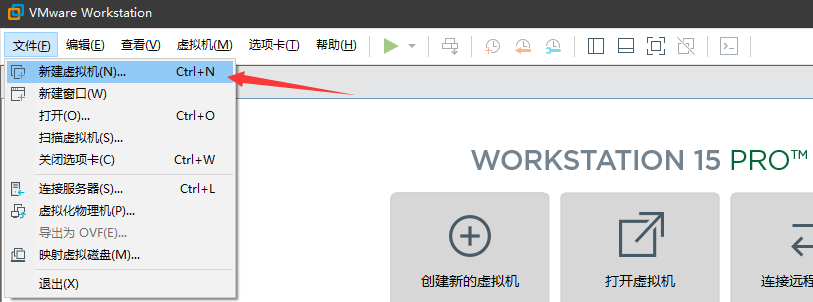 VMware Workstation
文件(F) 编辑(E) 查看(V) 虚拟机(M) 选项卡(T) 帮助(H)
新建虚拟机(N)... Ctrl+N
新建窗口(W)
打开(O)... Ctrl+O
扫描虚拟机(S)...
关闭选项卡(C) Ctrl+W
连接服务器(S)... Ctrl+L
虚拟化物理机(P)...
导出为 OVF(E)...
映射虚拟磁盘(M)...
退出(X)
WORKSTATION 15 PRO™
创建新的虚拟机 打开虚拟机 连接远程